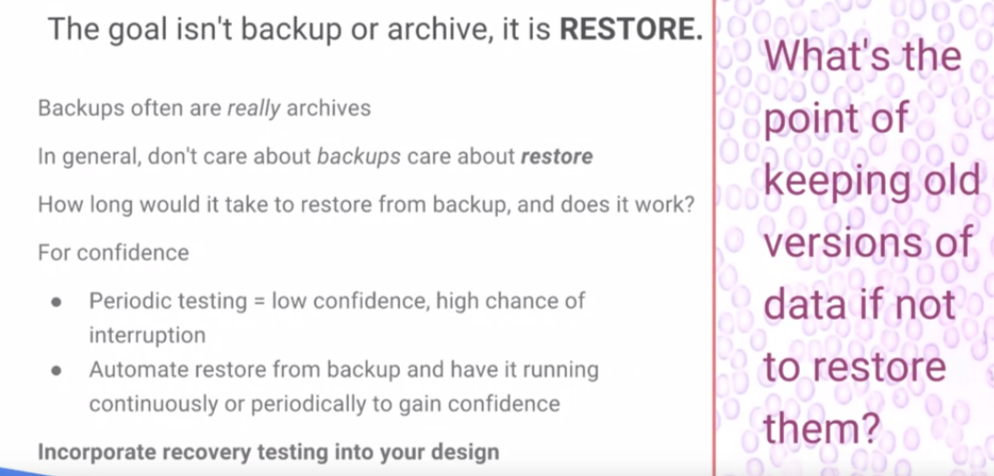 The goal isn't backup or archive, it is RESTORE.
Backups often are really archives
In general, don't care about backups care about restore
How long would it take to restore from backup, and does it work?
For confidence
● Periodic testing = low confidence, high chance of
interruption
● Automate restore from backup and have it running
continuously or periodically to gain confidence
Incorporate recovery testing into your design
What's the
point of
keeping old
versions of
data if not
to restore
them?